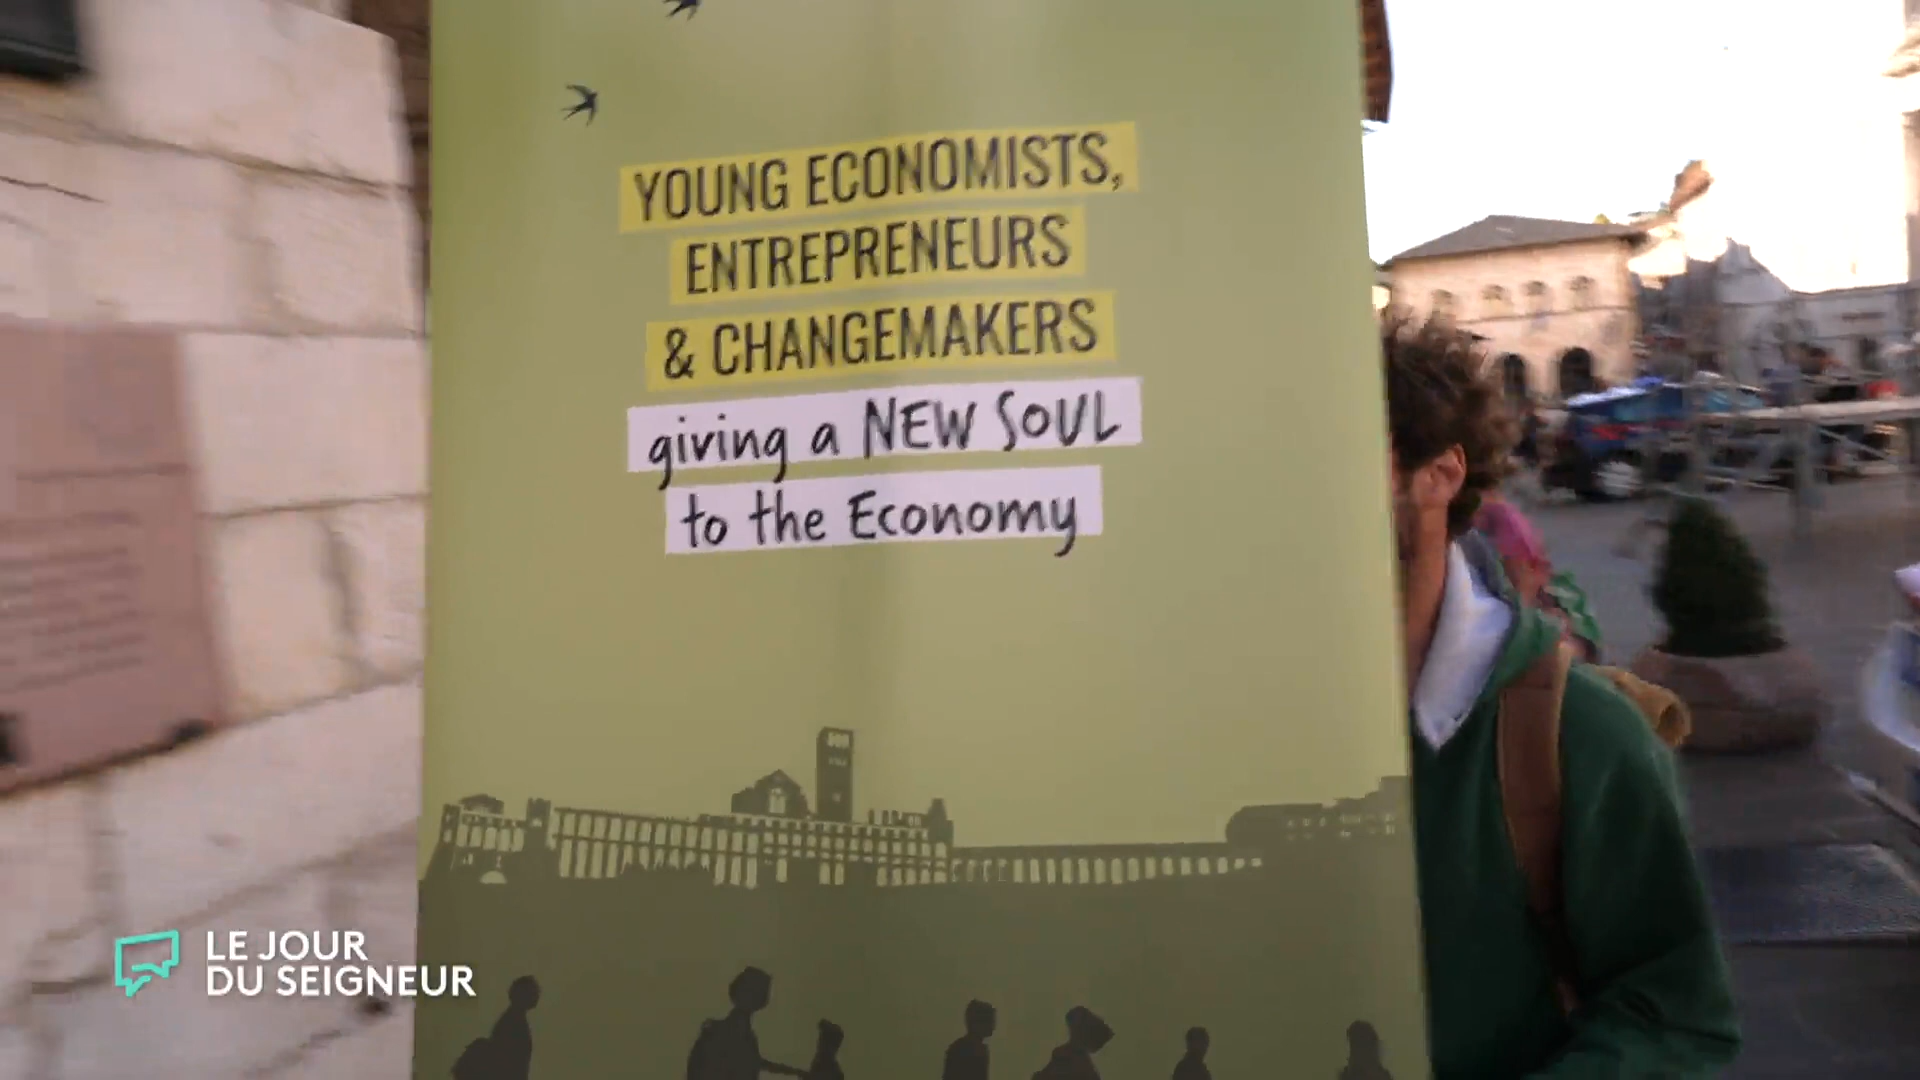 YOUNG ECONOMISTS,
ENTREPRENEURS
& CHANGEMAKERS
giving a NEW SOUL
to the Economy
LE JOUR
DU SEIGNEUR